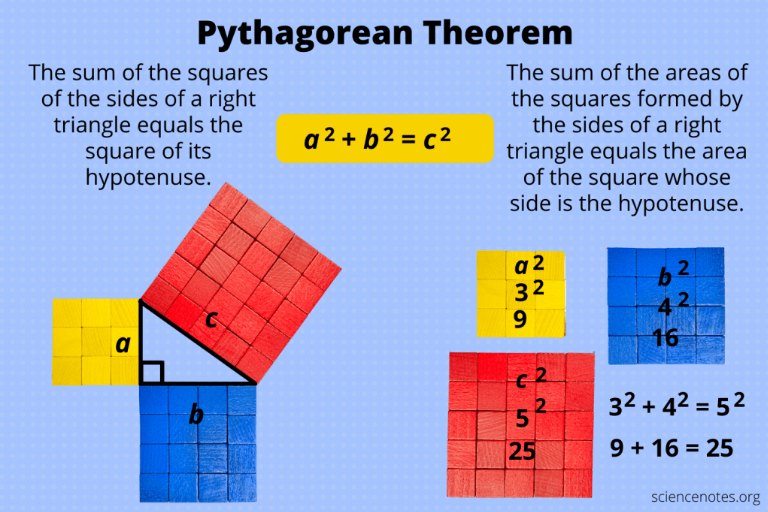 Pythagorean Theorem
The sum of the squares
of the sides of a right
triangle equals the
square of its
hypotenuse.
a² + b² = c²
The sum of the areas of
the squares formed by
the sides of a right
triangle equals the area
of the square whose
side is the hypotenuse.
c
a
b
a²
3²
9
b²
4²
16
c²
5²
25
3² + 4² = 5²
9 + 16 = 25
sciencenotes.org